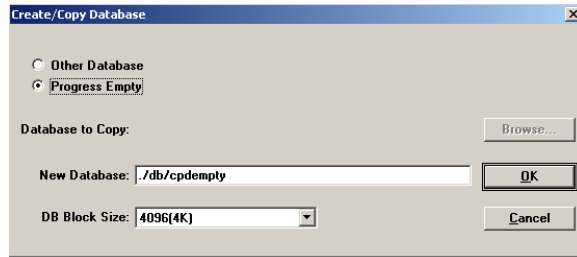 Create/Copy Database
Other Database
Progress Empty
Database to Copy:
Browse...
New Database: ./db/cpdempty
OK
DB Block Size: 4096(4K)
Cancel